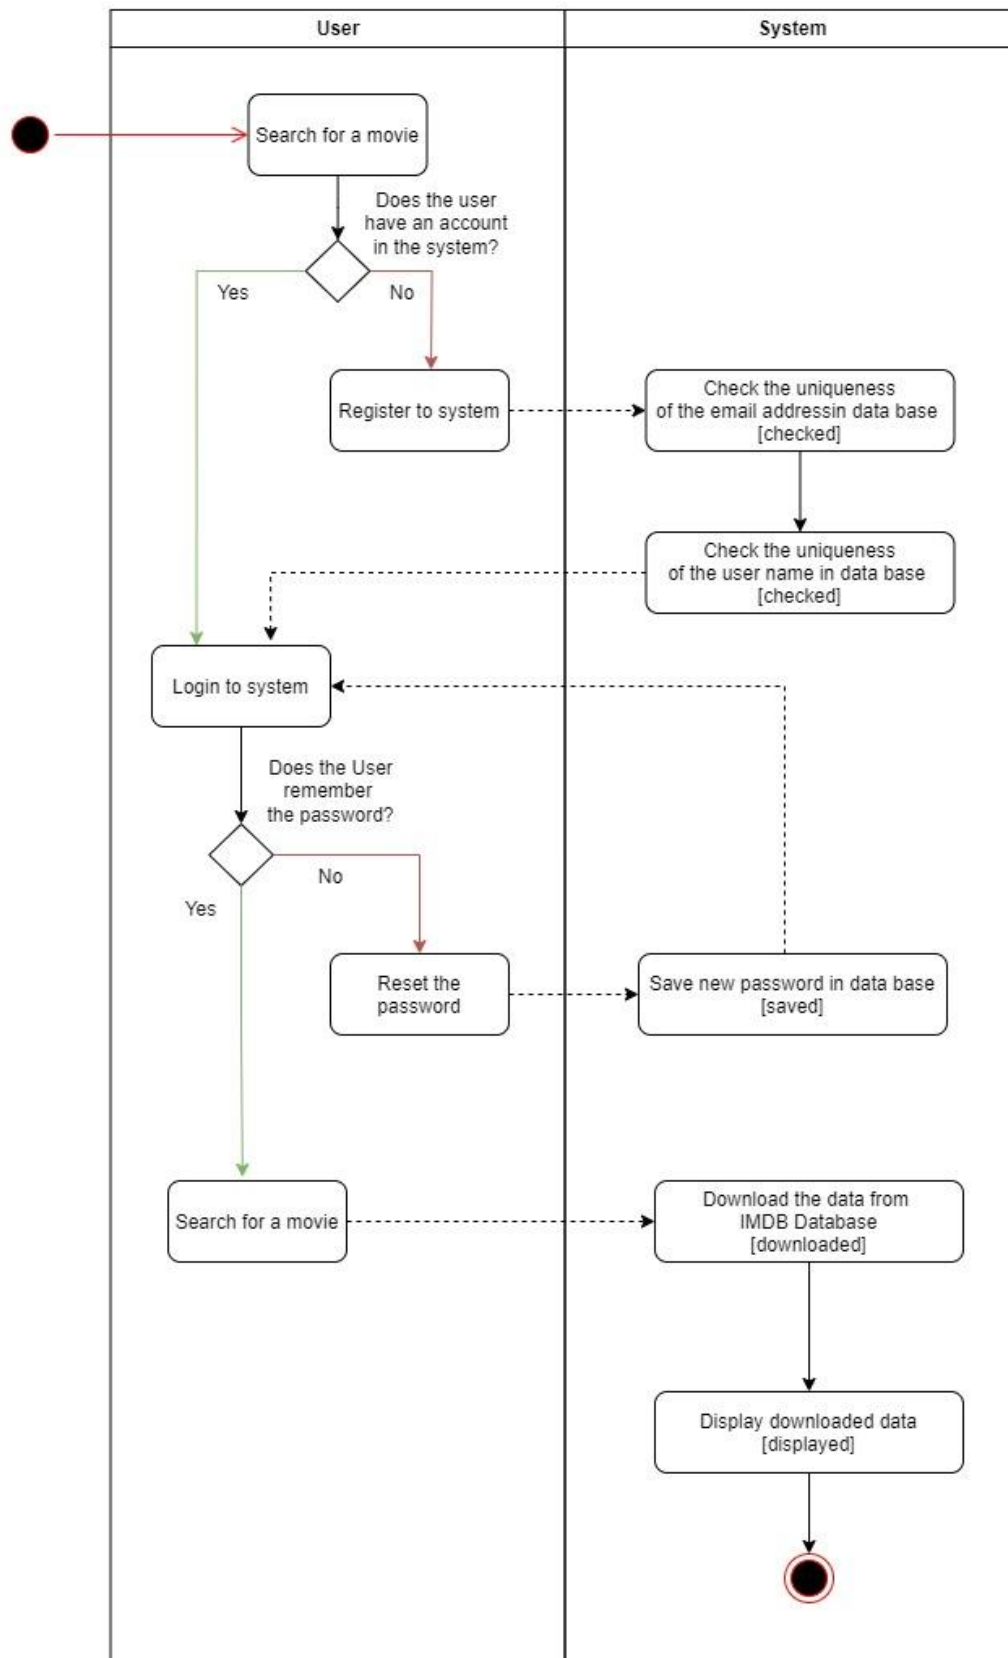 User
System
Search for a movie
Does the user
have an account
in the system?
Yes
No
Register to system
Check the uniqueness
of the email addressin data base
[checked]
Check the uniqueness
of the user name in data base
[checked]
Login to system
Does the User
remember
the password?
No
Yes
Reset the
password
Save new password in data base
[saved]
Search for a movie
Download the data from
IMDB Database
[downloaded]
Display downloaded data
[displayed]